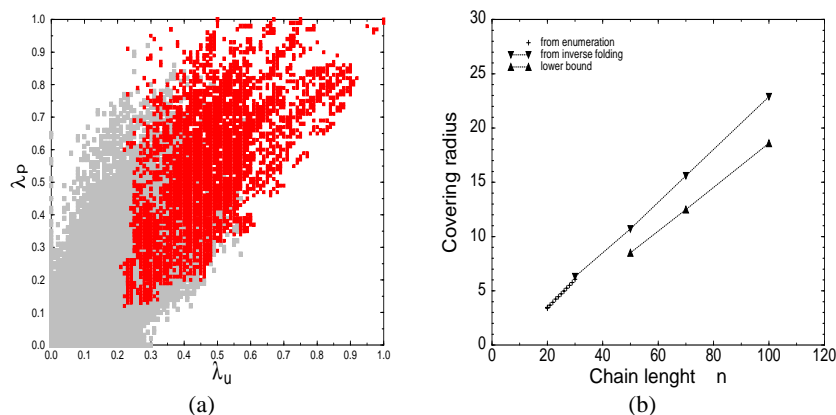 1.0
0.9
0.8
0.7
0.6
0.5
0.4
0.3
0.2
0.1
0.0
λp
0.0 0.1 0.2 0.3 0.4 0.5 0.6 0.7 0.8 0.9 1.0
λu
(a)
30
25
20
15
10
5
0
Covering radius
from enumeration
from inverse folding
lower bound
0 20 40 60 80 100 120
Chain lenght n
(b)